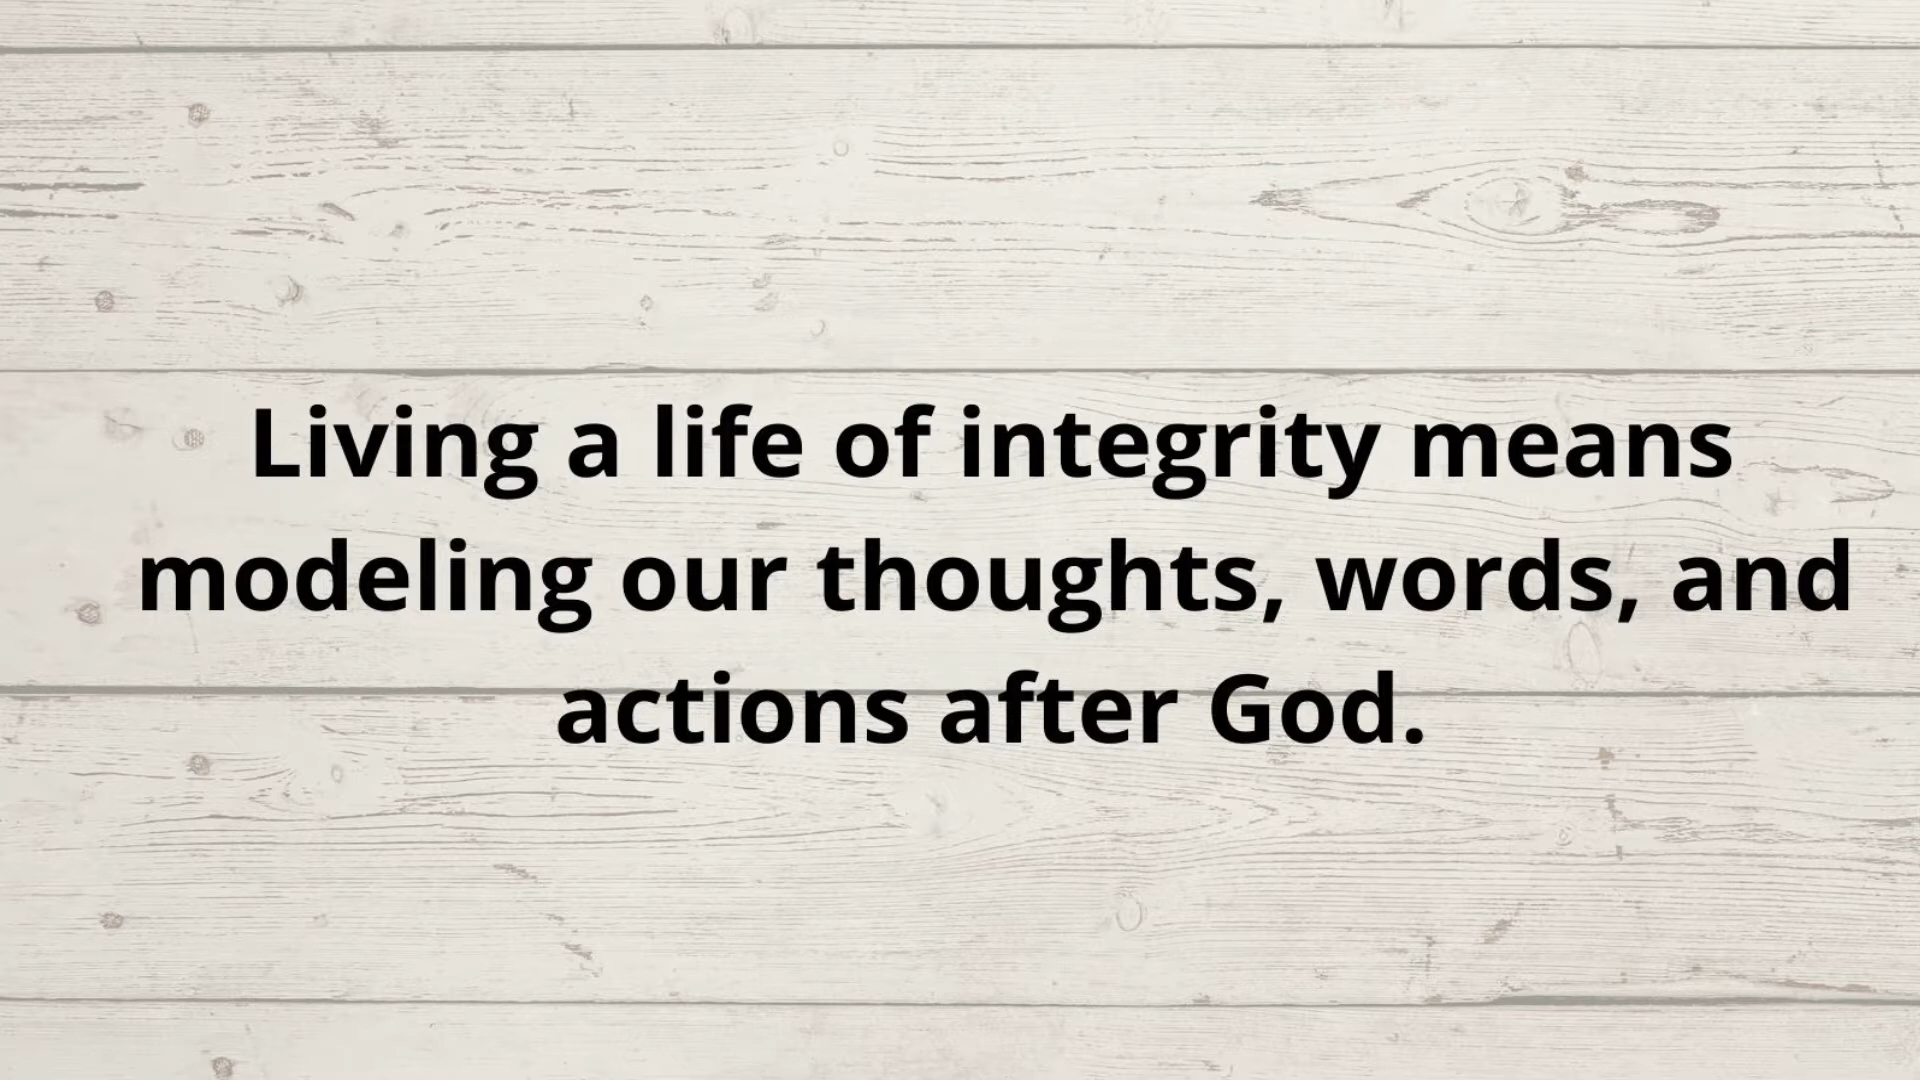 Living a life of integrity means
modeling our thoughts, words, and
actions after God.